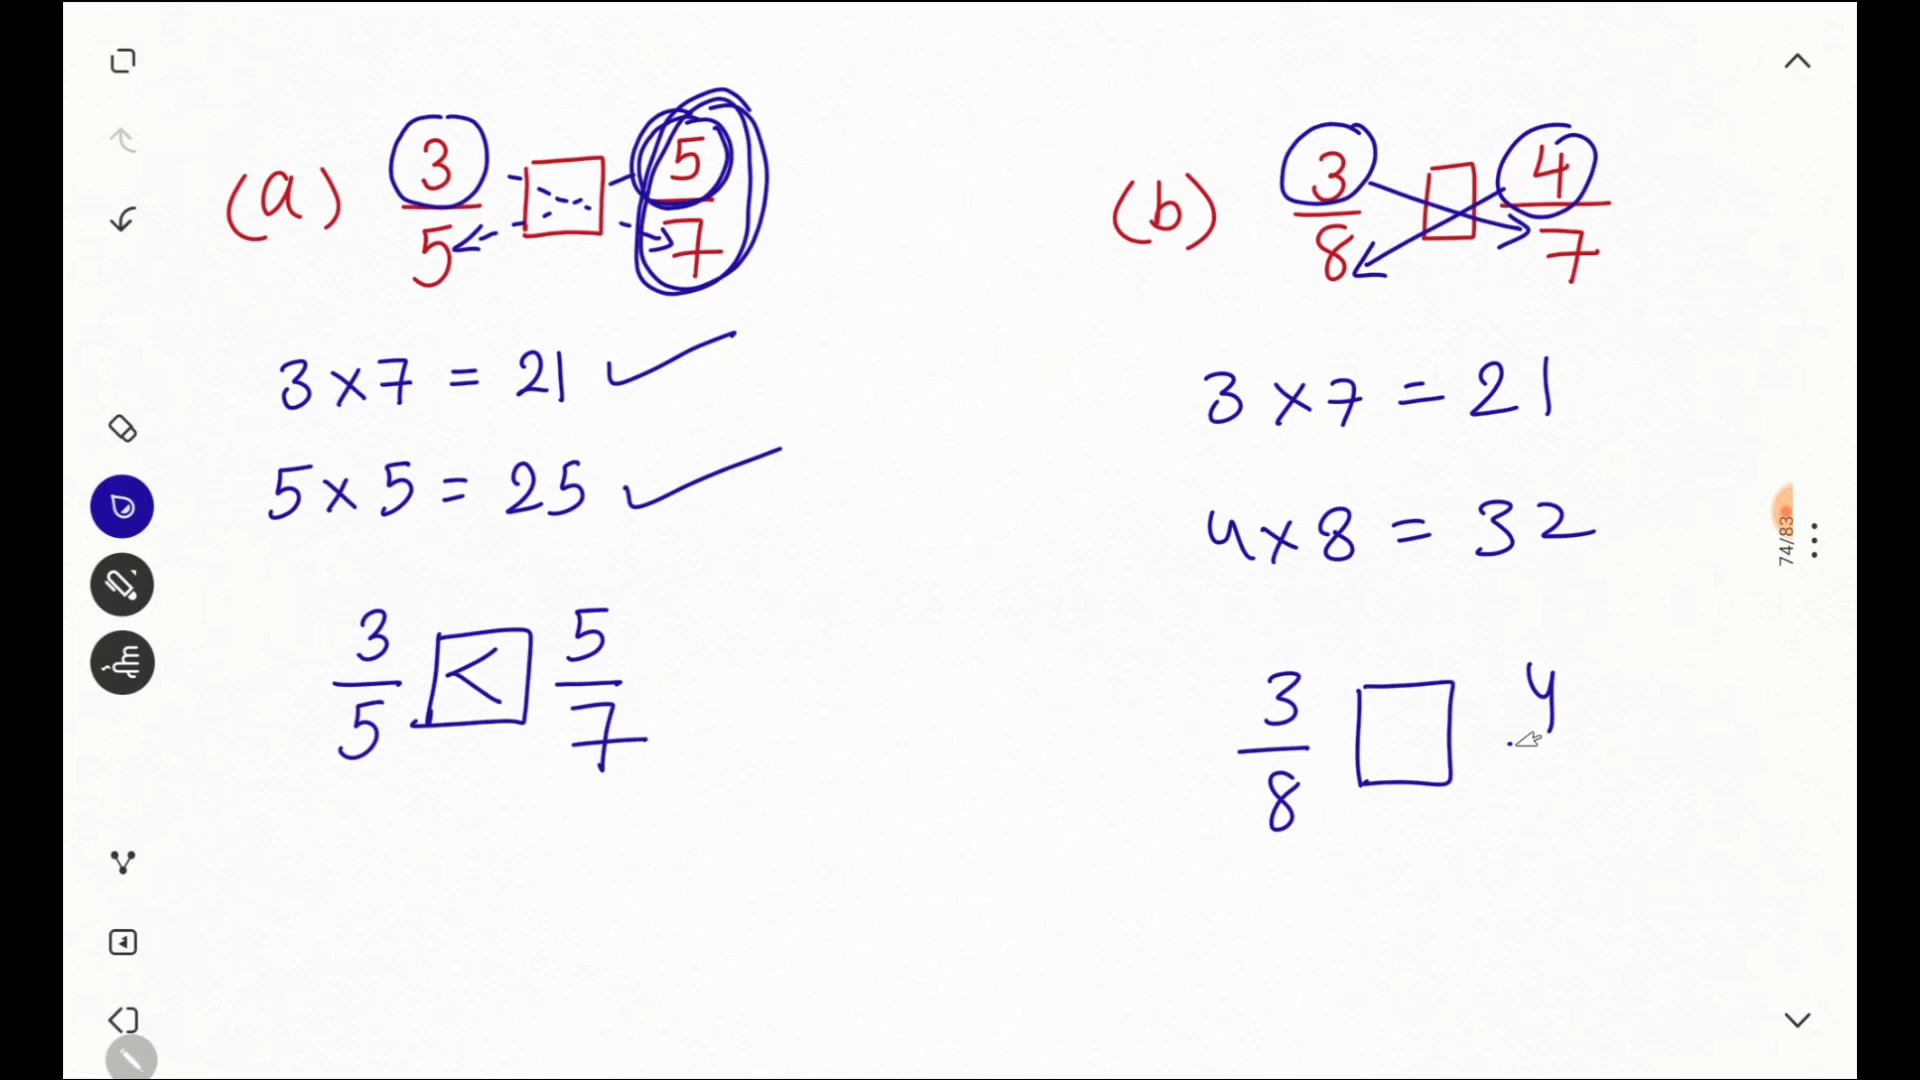 (a) 3/5 □ 5/7
3 x 7 = 21 ✓
5 x 5 = 25 ✓
3/5 < 5/7
(b) 3/8 □ 4/7
3 x 7 = 21
4 x 8 = 32
3/8 □ 4
74/83